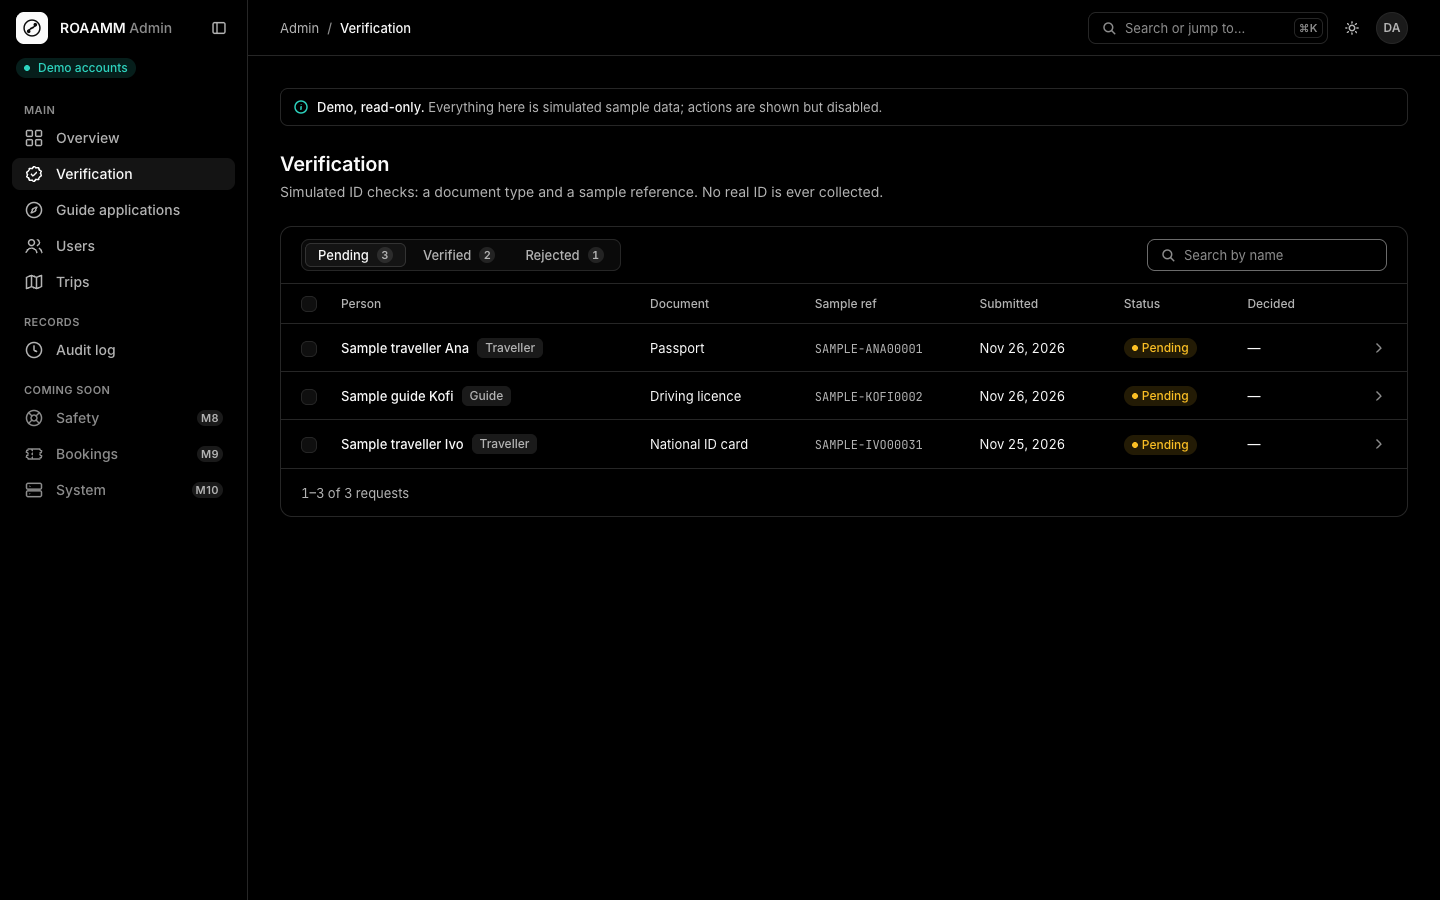 ROAAMM Admin
Admin / Verification
Search or jump to...
⌘K
DA
Demo accounts
MAIN
Overview
Verification
Guide applications
Users
Trips
RECORDS
Audit log
COMING SOON
Safety M8
Bookings M9
System M10
Demo, read-only. Everything here is simulated sample data; actions are shown but disabled.
Verification
Simulated ID checks: a document type and a sample reference. No real ID is ever collected.
Pending 3 Verified 2 Rejected 1
Search by name
Person Document Sample ref Submitted Status Decided
Sample traveller Ana Traveller Passport SAMPLE-ANA00001 Nov 26, 2026 Pending —
Sample guide Kofi Guide Driving licence SAMPLE-KOFI0002 Nov 26, 2026 Pending —
Sample traveller Ivo Traveller National ID card SAMPLE-IVO00031 Nov 25, 2026 Pending —
1–3 of 3 requests